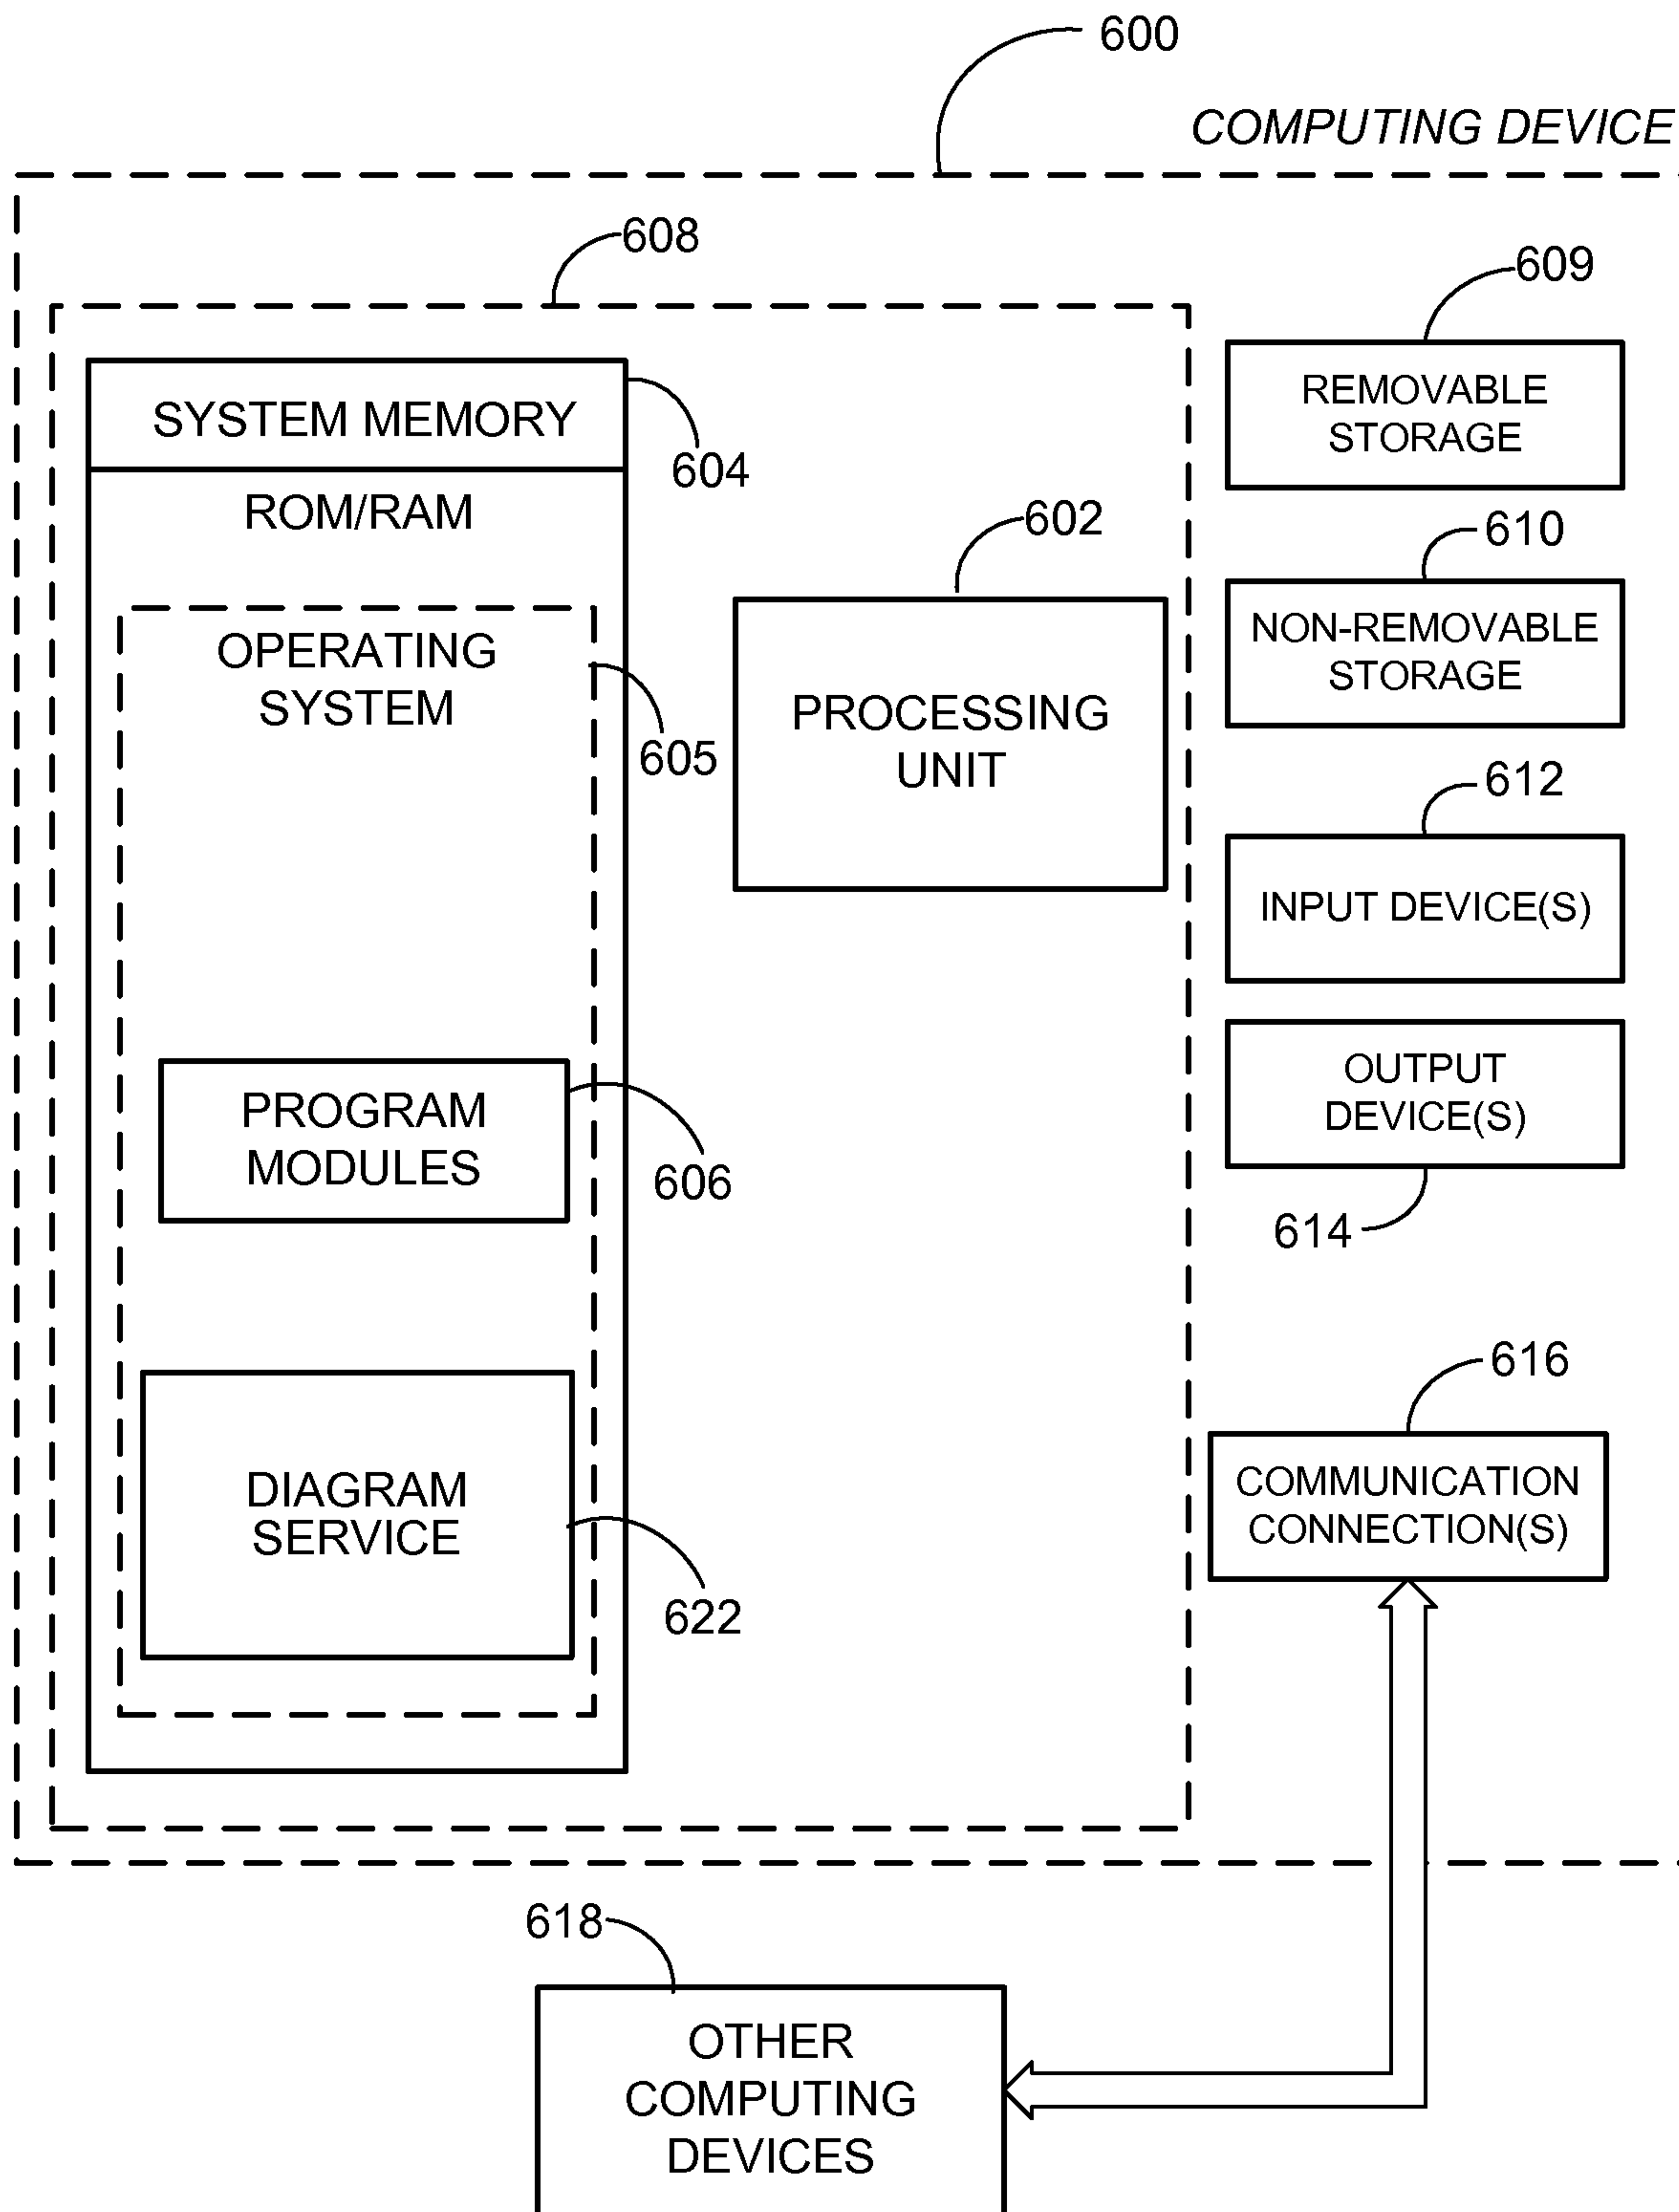 600
COMPUTING DEVICE
608
609
SYSTEM MEMORY
604
REMOVABLE
STORAGE
ROM/RAM
602
610
OPERATING
SYSTEM
605
PROCESSING
UNIT
NON-REMOVABLE
STORAGE
612
INPUT DEVICE(S)
OUTPUT
DEVICE(S)
614
PROGRAM
MODULES
606
616
DIAGRAM
SERVICE
622
COMMUNICATION
CONNECTION(S)
618
OTHER
COMPUTING
DEVICES